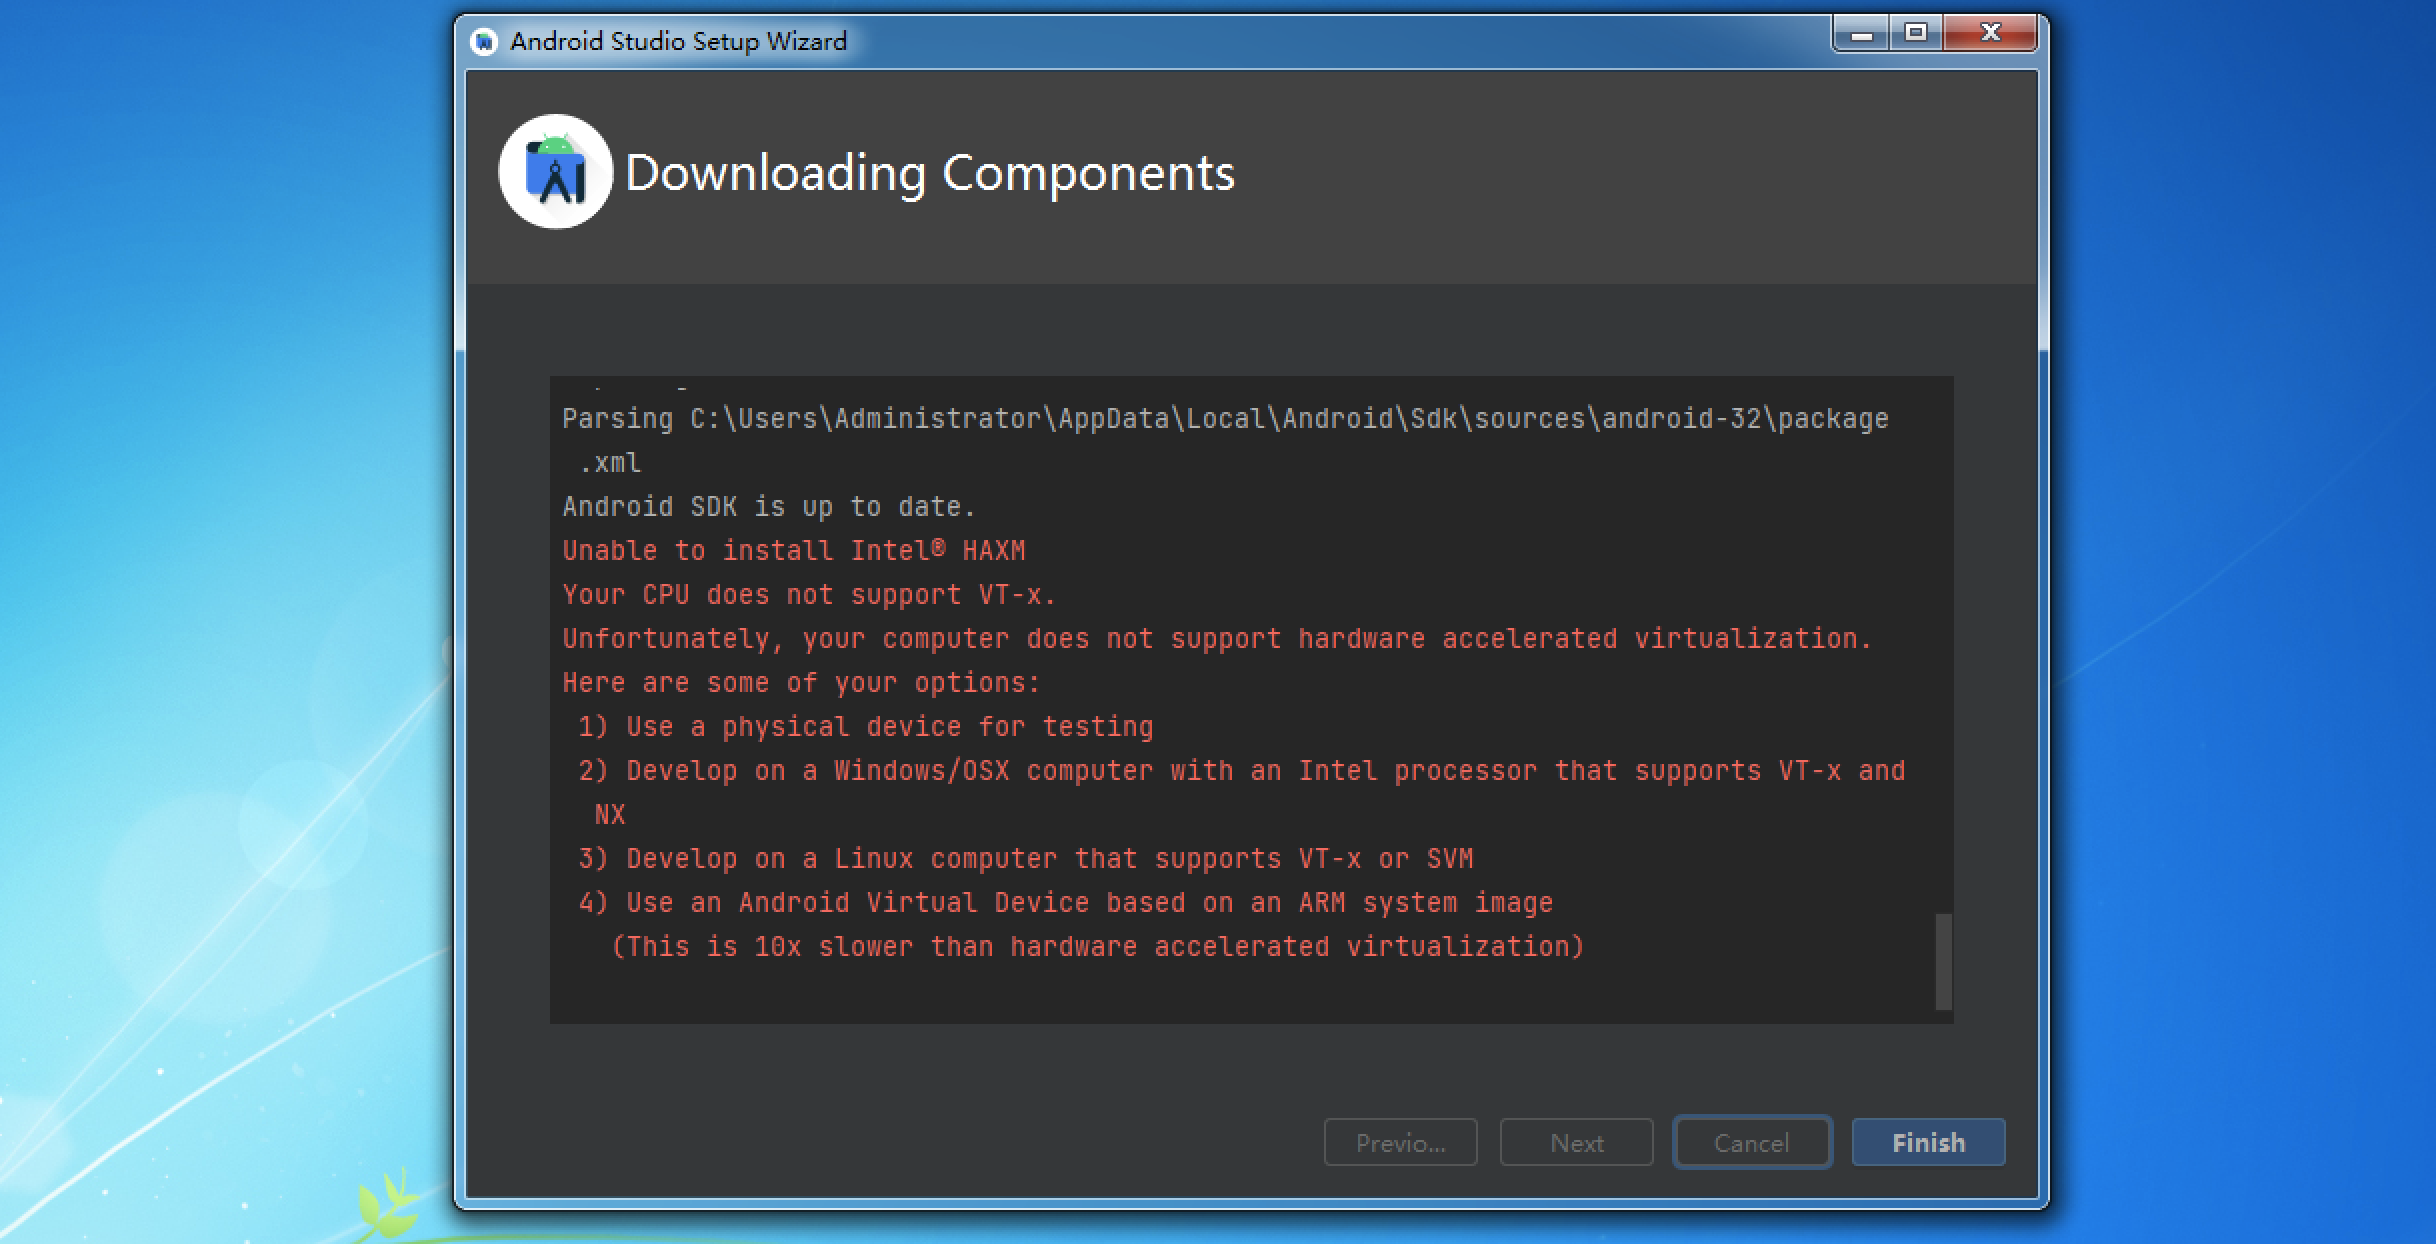 Android Studio Setup Wizard
Downloading Components
Parsing C:\Users\Administrator\AppData\Local\Android\Sdk\sources\android-32\package
.xml
Android SDK is up to date.
Unable to install Intel® HAXM
Your CPU does not support VT-x.
Unfortunately, your computer does not support hardware accelerated virtualization.
Here are some of your options:
1) Use a physical device for testing
2) Develop on a Windows/OSX computer with an Intel processor that supports VT-x and
NX
3) Develop on a Linux computer that supports VT-x or SVM
4) Use an Android Virtual Device based on an ARM system image
(This is 10x slower than hardware accelerated virtualization)
Previo... Next Cancel Finish